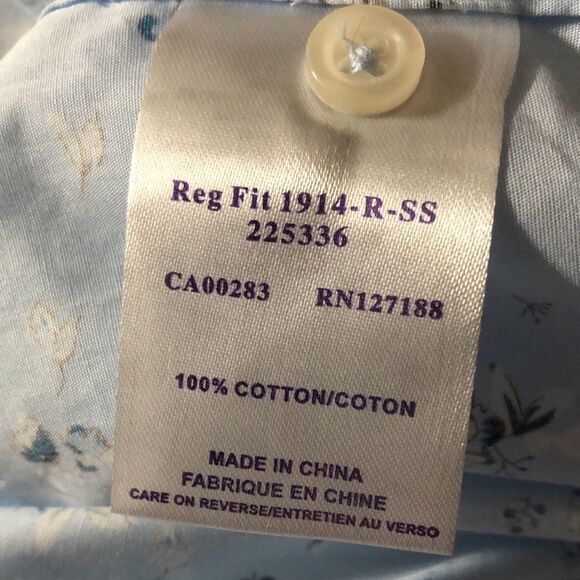 Reg Fit 1914-R-SS
225336
CA00283 RN127188
100% COTTON/COTON
MADE IN CHINA
FABRIQUE EN CHINE
CARE ON REVERSE/ENTRETIEN AU VERSO